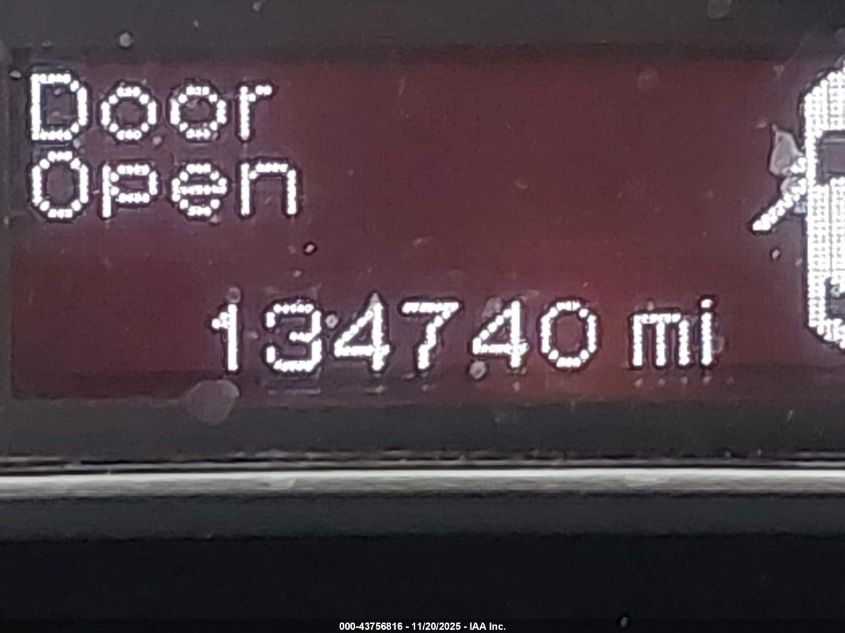 Door
Open
134740 mi
000-43756816 - 11/20/2025 - IAA Inc.